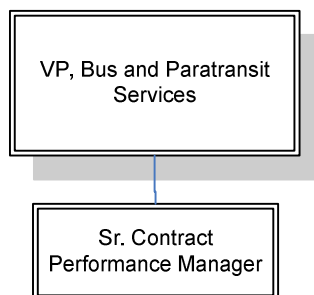 VP, Bus and Paratransit
Services
Sr. Contract
Performance Manager